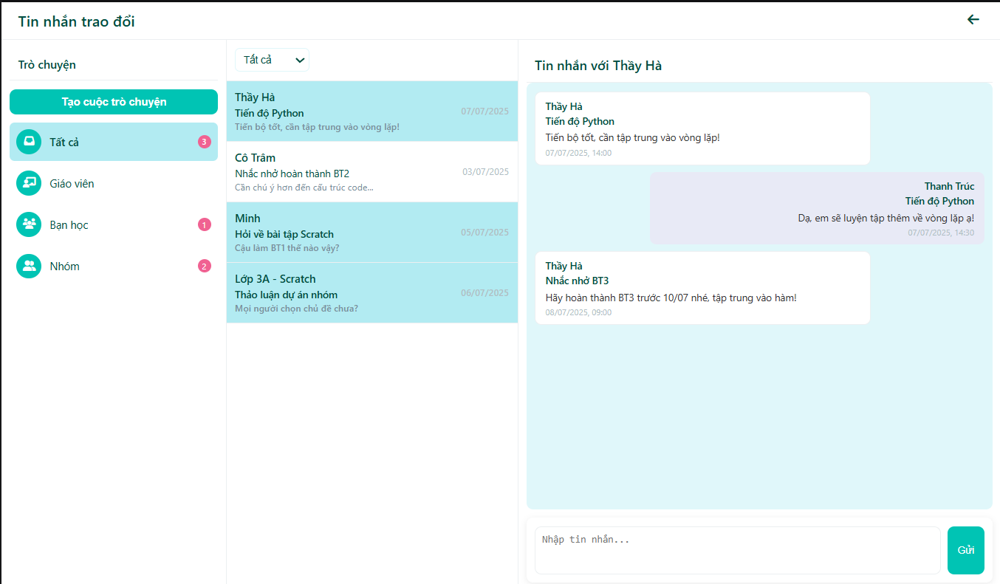 Tin nhắn trao đổi
Trò chuyện
Tạo cuộc trò chuyện
Tất cả
3
Giáo viên
Bạn học
1
Nhóm
2
Tất cả
Thầy Hà
Tiến độ Python
07/07/2025
Tiến bộ tốt, cần tập trung vào vòng lặp!
Cô Trâm
Nhắc nhở hoàn thành BT2
03/07/2025
Cần chú ý hơn đến cấu trúc code...
Minh
Hỏi về bài tập Scratch
05/07/2025
Cậu làm BT1 thế nào vậy?
Lớp 3A - Scratch
Thảo luận dự án nhóm
06/07/2025
Mọi người chọn chủ đề chưa?
Tin nhắn với Thầy Hà
Thầy Hà
Tiến độ Python
Tiến bộ tốt, cần tập trung vào vòng lặp!
07/07/2025, 14:00
Thanh Trúc
Tiến độ Python
Dạ, em sẽ luyện tập thêm về vòng lặp ạ!
07/07/2025, 14:30
Thầy Hà
Nhắc nhở BT3
Hãy hoàn thành BT3 trước 10/07 nhé, tập trung vào hàm!
08/07/2025, 09:00
Nhập tin nhắn...
Gửi